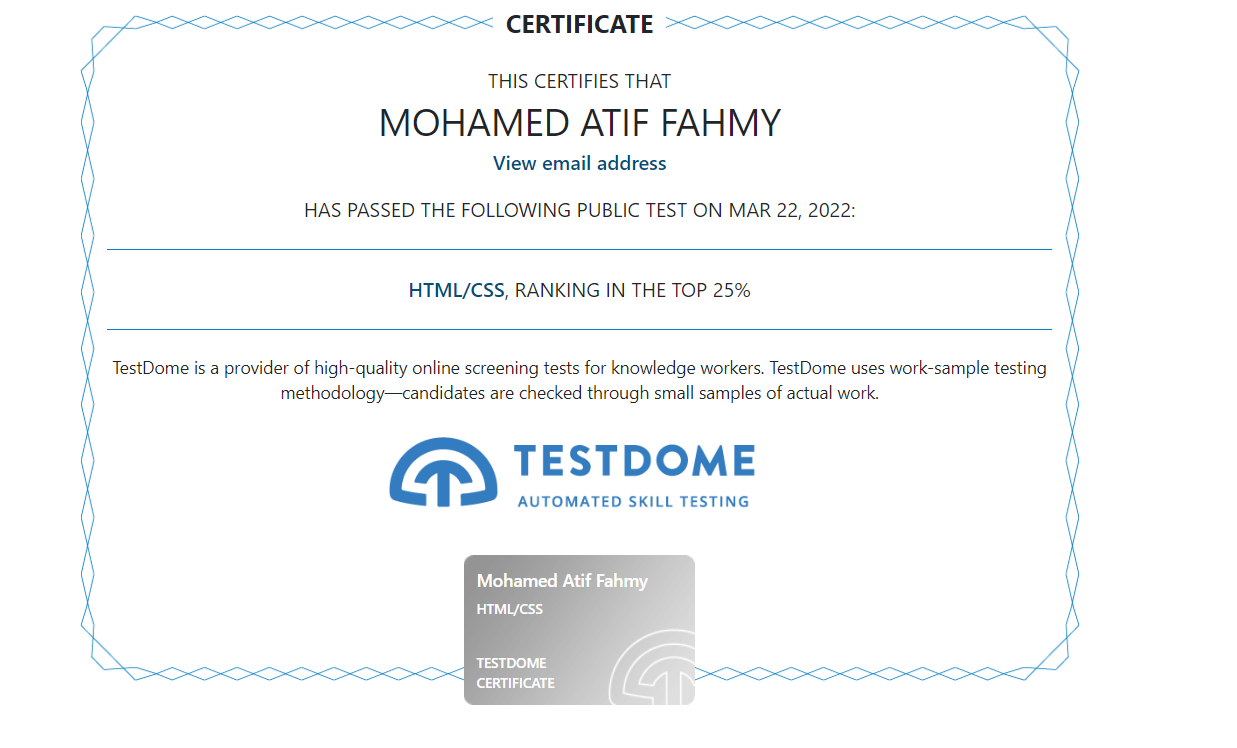 CERTIFICATE
THIS CERTIFIES THAT
MOHAMED ATIF FAHMY
View email address
HAS PASSED THE FOLLOWING PUBLIC TEST ON MAR 22, 2022:
HTML/CSS, RANKING IN THE TOP 25%
TestDome is a provider of high-quality online screening tests for knowledge workers. TestDome uses work-sample testing
methodology—candidates are checked through small samples of actual work.
TESTDOME
AUTOMATED SKILL TESTING
Mohamed Atif Fahmy
HTML/CSS
TESTDOME
CERTIFICATE